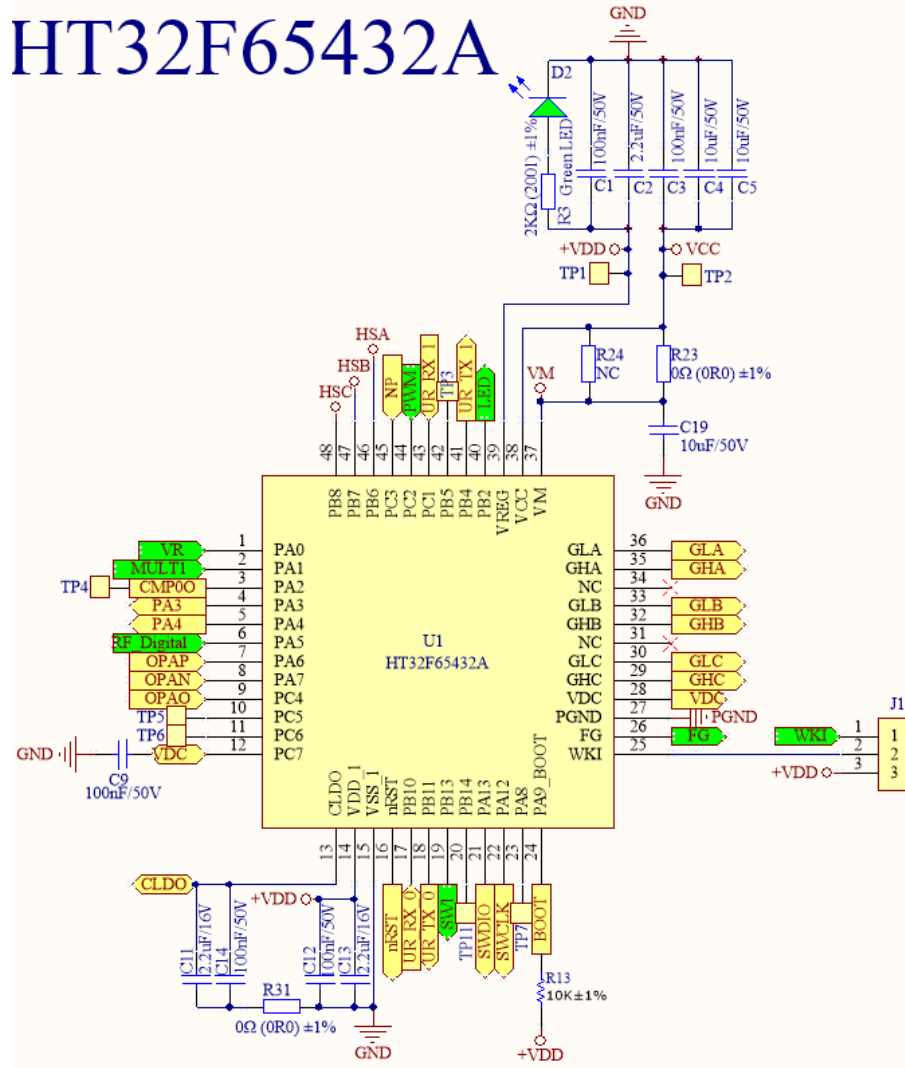 HT32F65432A
GND
D2
Green LED
2KΩ (2001) ±1%
R3
100nF/50V
C1
2.2uF/50V
C2
100nF/50V
C3
10uF/50V
C4
10uF/50V
C5
+VDD
VCC
TP1
TP2
HSA
HSB
HSC
NP
PWM
UR_RX_1
TP3
UR_TX_1
LED
VM
R24
NC
R23
0Ω (0R0) ±1%
C19
10uF/50V
GND
48
47
46
45
44
43
42
41
40
39
38
37
PB8
PB7
PB6
PC3
PC2
PC1
PB5
PB4
PB2
VREG
VCC
VM
VR 1 PA0
MULTI 2 PA1
TP4 CMP0O 3 PA2
PA3 4 PA3
PA4 5 PA4
RF_Digital 6 PA5
OPAP 7 PA6
OPAN 8 PA7
OPAO 9 PC4
TP5 10 PC5
TP6 11 PC6
GND VDC 12 PC7
C9
100nF/50V
U1
HT32F65432A
GLA 36 GLA
GHA 35 GHA
NC 34
GLB 33 GLB
GHB 32 GHB
NC 31
GLC 30 GLC
GHC 29 GHC
VDC 28 VDC
PGND 27 PGND
FG 26 FG
WKI 25
J1
WKI 1 1
2 2
+VDD 3 3
CLDO
VDD_1
VSS_1
nRST
PB10
PB11
PB13
PB14
PA13
PA12
PA8
PA9_BOOT
13
14
15
16
17
18
19
20
21
22
23
24
CLDO
+VDD
C11
2.2uF/16V
C14
100nF/50V
C12
100nF/50V
C13
2.2uF/16V
R31
0Ω (0R0) ±1%
GND
nRST
UR_RX_0
UR_TX_0
SWI
TP11
SWDIO
SWCLK
TP7
BOOT
R13
10K±1%
+VDD